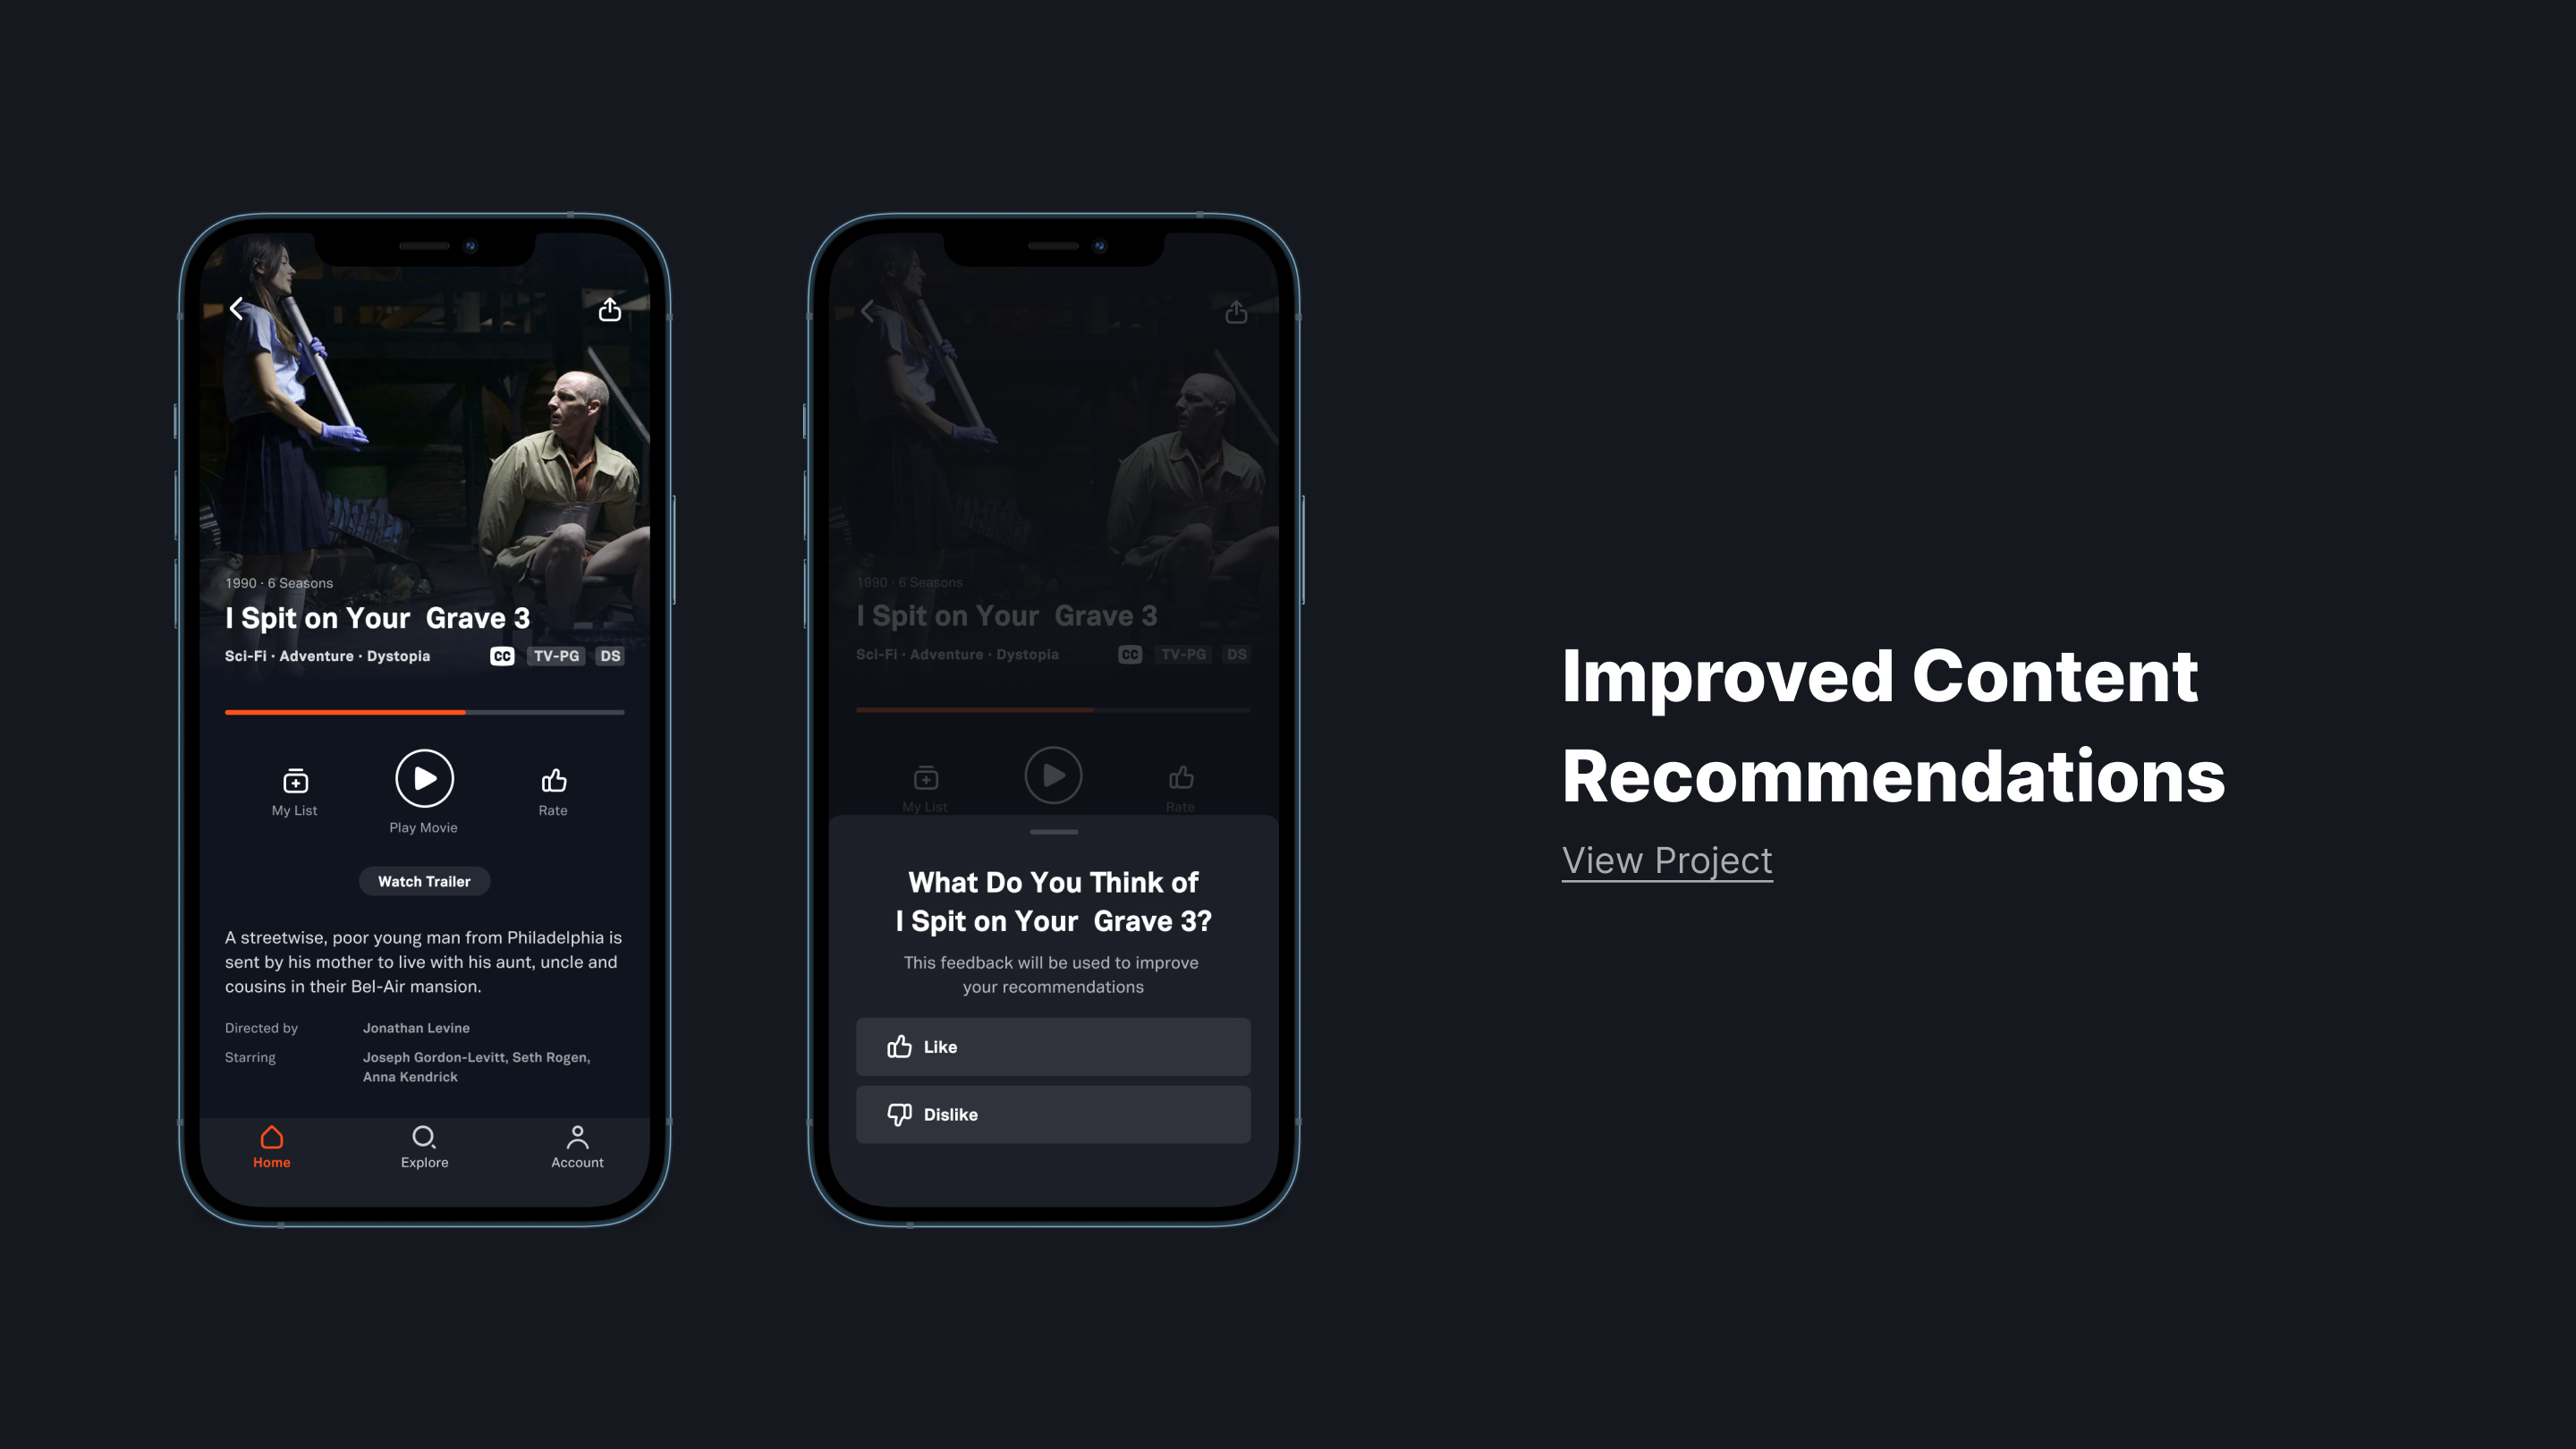 1990 · 6 Seasons
I Spit on Your  Grave 3
Sci-Fi · Adventure · Dystopia CC TV-PG DS
My List
Play Movie
Rate
Watch Trailer
A streetwise, poor young man from Philadelphia is
sent by his mother to live with his aunt, uncle and
cousins in their Bel-Air mansion.
Directed by Jonathan Levine
Starring Joseph Gordon-Levitt, Seth Rogen,
Anna Kendrick
Home Explore Account
1990 · 6 Seasons
I Spit on Your  Grave 3
Sci-Fi · Adventure · Dystopia CC TV-PG DS
My List Rate
What Do You Think of
I Spit on Your  Grave 3?
This feedback will be used to improve
your recommendations
Like
Dislike
Improved Content
Recommendations
View Project